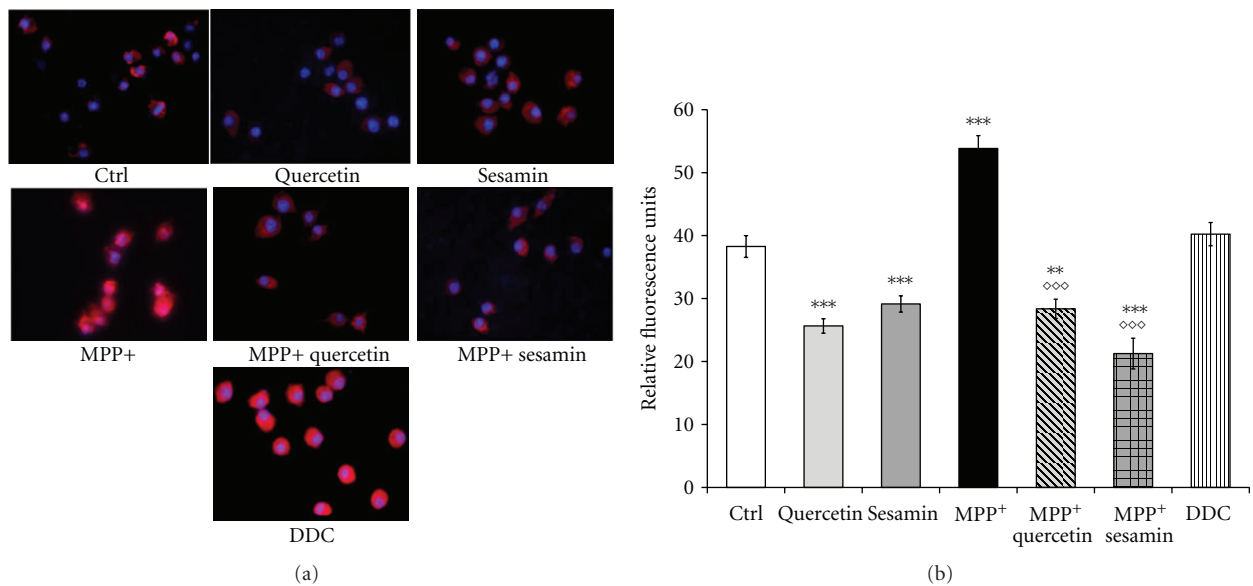 Ctrl
Quercetin
Sesamin
MPP+
MPP+ quercetin
MPP+ sesamin
DDC
(a)
Relative fluorescence units
60
50
40
30
20
10
0
***
***
***
**
◇◇◇
***
◇◇◇
Ctrl
Quercetin
Sesamin
MPP⁺
MPP⁺
quercetin
MPP⁺
sesamin
DDC
(b)